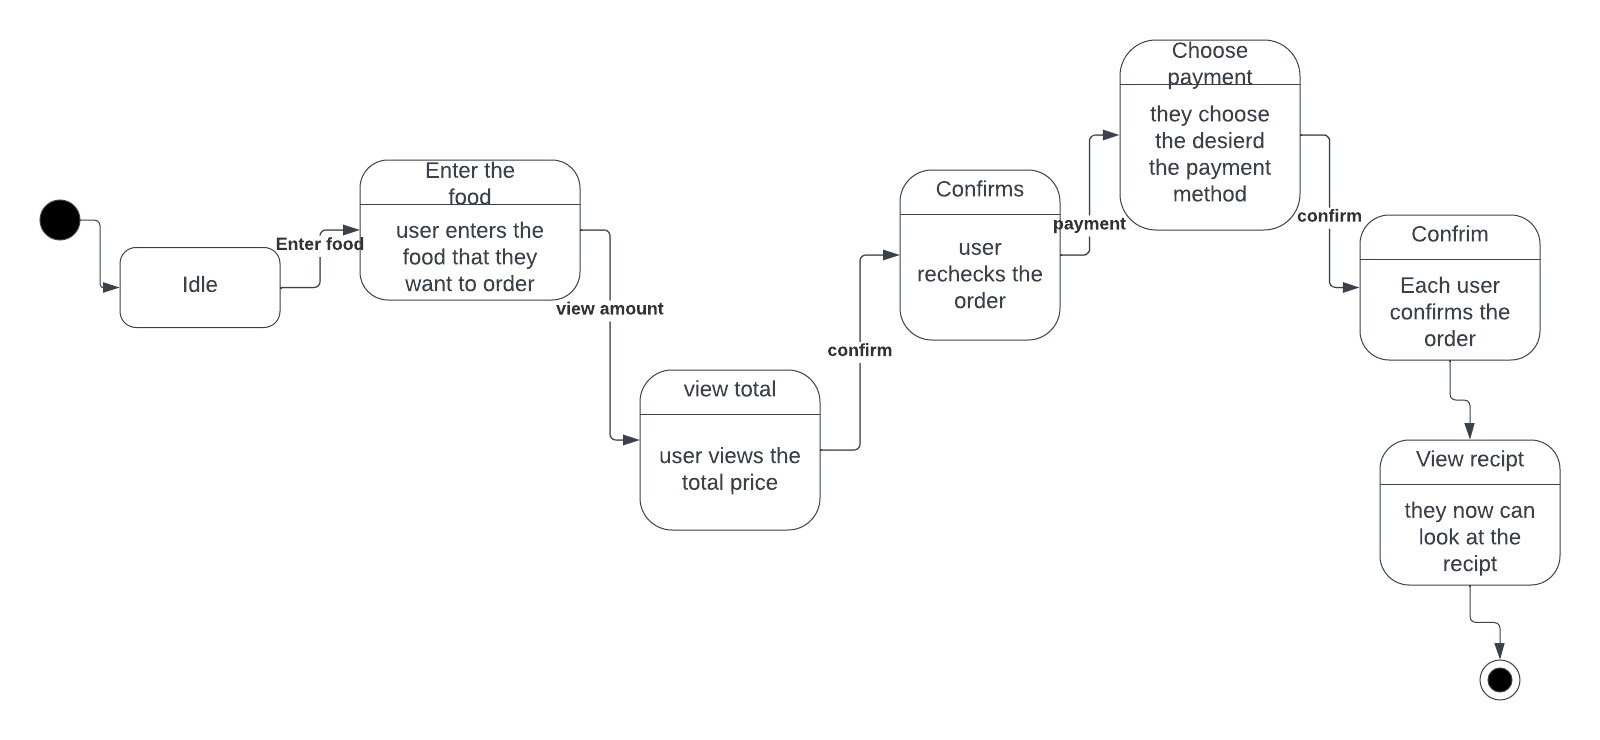 Idle
Enter food
Enter the
food
user enters the
food that they
want to order
view amount
view total
user views the
total price
confirm
Confirms
user
rechecks the
order
payment
Choose
payment
they choose
the desierd
the payment
method
confirm
Confrim
Each user
confirms the
order
View recipt
they now can
look at the
recipt